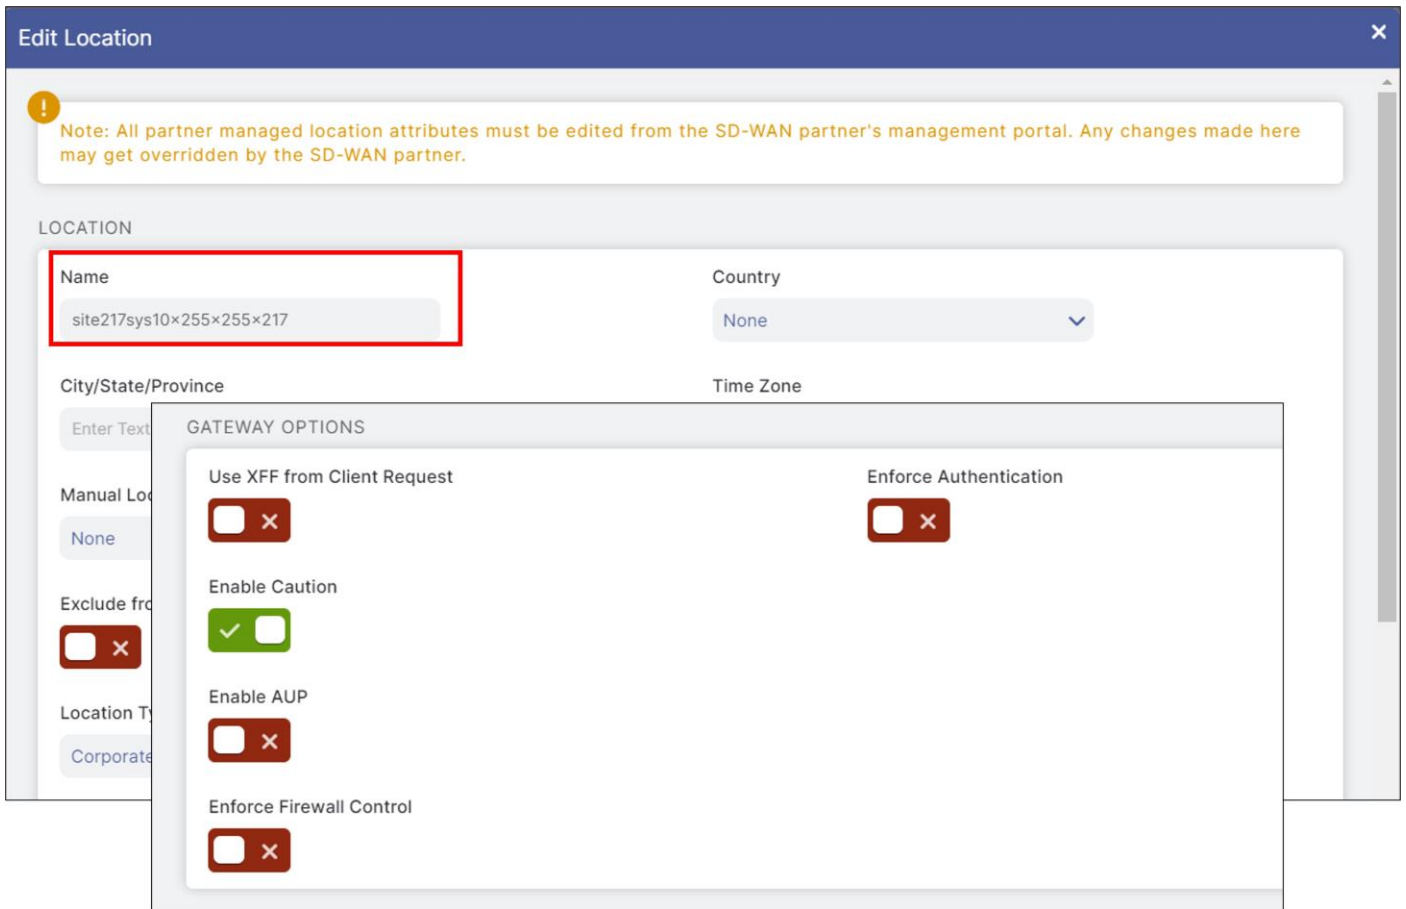 Edit Location
Note: All partner managed location attributes must be edited from the SD-WAN partner's management portal. Any changes made here
may get overridden by the SD-WAN partner.
LOCATION
Name
Country
site217sys10×255×255×217
None
City/State/Province
Time Zone
Enter Text
Manual Loc
None
Exclude fro
Location Ty
Corporate
GATEWAY OPTIONS
Use XFF from Client Request
Enforce Authentication
Enable Caution
Enable AUP
Enforce Firewall Control